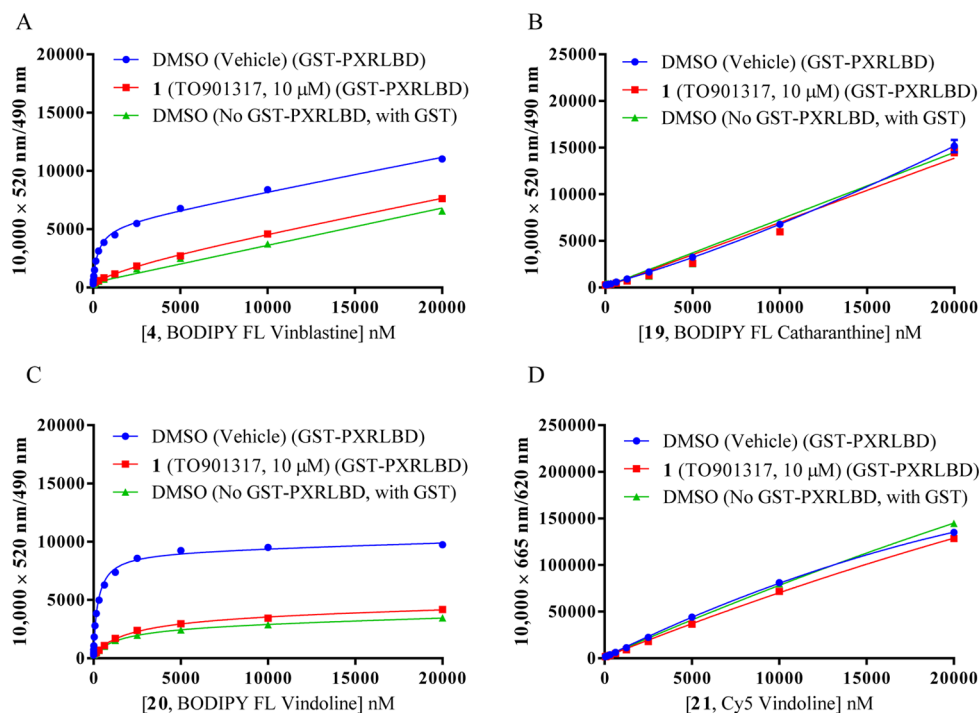 A
20000
15000
10000
5000
0
10,000 × 520 nm/490 nm
DMSO (Vehicle) (GST-PXRLBD)
1 (TO901317, 10 μM) (GST-PXRLBD)
DMSO (No GST-PXRLBD, with GST)
0 5000 10000 15000 20000
[4, BODIPY FL Vinblastine] nM
B
25000
20000
15000
10000
5000
0
10,000 × 520 nm/490 nm
DMSO (Vehicle) (GST-PXRLBD)
1 (TO901317, 10 μM) (GST-PXRLBD)
DMSO (No GST-PXRLBD, with GST)
0 5000 10000 15000 20000
[19, BODIPY FL Catharanthine] nM
C
20000
15000
10000
5000
0
10,000 × 520 nm/490 nm
DMSO (Vehicle) (GST-PXRLBD)
1 (TO901317, 10 μM) (GST-PXRLBD)
DMSO (No GST-PXRLBD, with GST)
0 5000 10000 15000 20000
[20, BODIPY FL Vindoline] nM
D
250000
200000
150000
100000
50000
0
10,000 × 665 nm/620 nm
DMSO (Vehicle) (GST-PXRLBD)
1 (TO901317, 10 μM) (GST-PXRLBD)
DMSO (No GST-PXRLBD, with GST)
0 5000 10000 15000 20000
[21, Cy5 Vindoline] nM